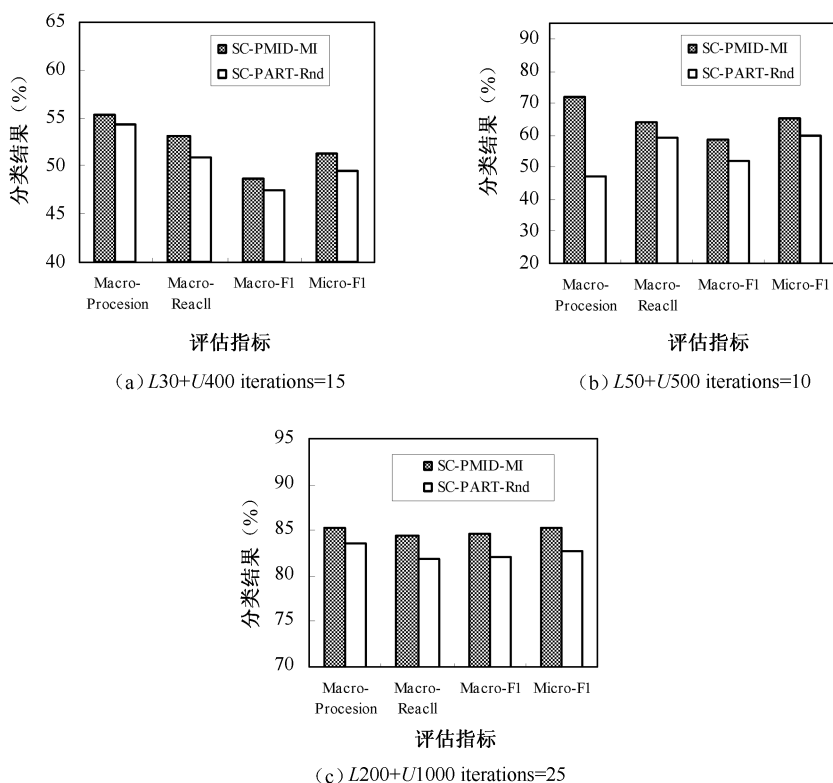 65
60
55
50
45
40
分类结果（%）
SC-PMID-MI
SC-PART-Rnd
Macro-
Procesion
Macro-
Reacll
Macro-F1
Micro-F1
评估指标
（a）L30+U400 iterations=15
90
80
70
60
50
40
30
20
分类结果（%）
SC-PMID-MI
SC-PART-Rnd
Macro-
Procesion
Macro-
Reacll
Macro-F1
Micro-F1
评估指标
（b）L50+U500 iterations=10
95
90
85
80
75
70
分类结果（%）
SC-PMID-MI
SC-PART-Rnd
Macro-
Procesion
Macro-
Reacll
Macro-F1
Micro-F1
评估指标
（c）L200+U1000 iterations=25